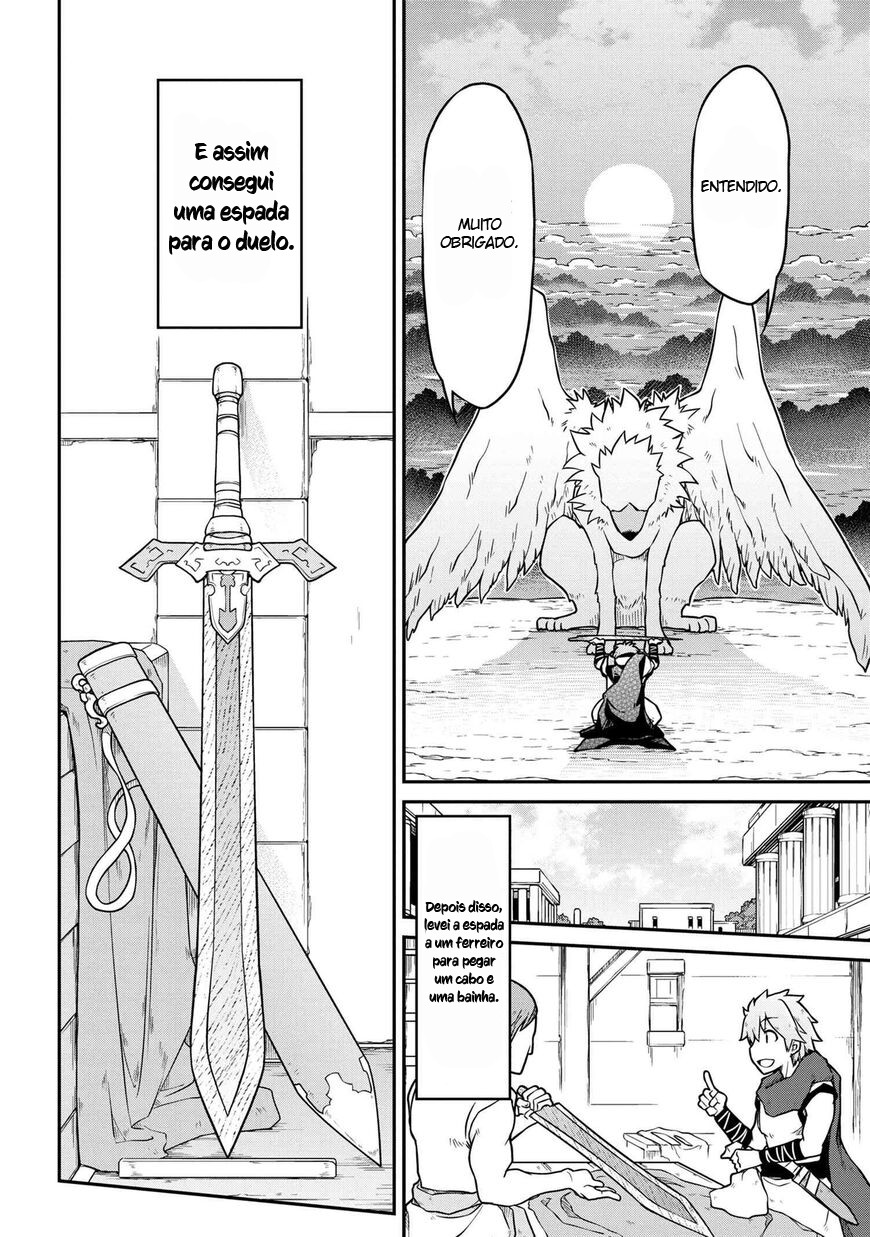 ENTENDIDO.
MUITO
OBRIGADO.
Depois disso,
levei a espada
a um ferreiro
para pegar
um cabo e
uma bainha.
E assim
consegui
uma espada
para o duelo.